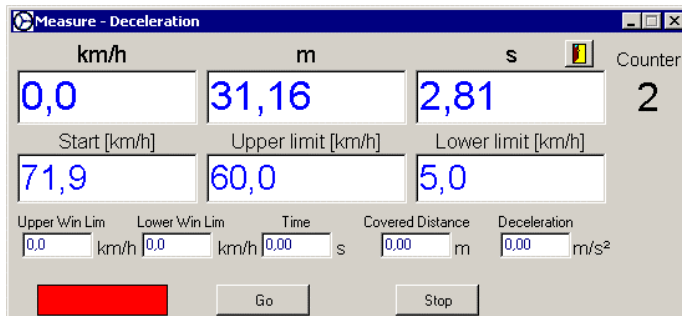 Measure - Deceleration
km/h m s Counter
0,0 31,16 2,81 2
Start [km/h] Upper limit [km/h] Lower limit [km/h]
71,9 60,0 5,0
Upper Win Lim Lower Win Lim Time Covered Distance Deceleration
0,0 km/h 0,0 km/h 0,00 s 0,00 m 0,00 m/s²
Go Stop